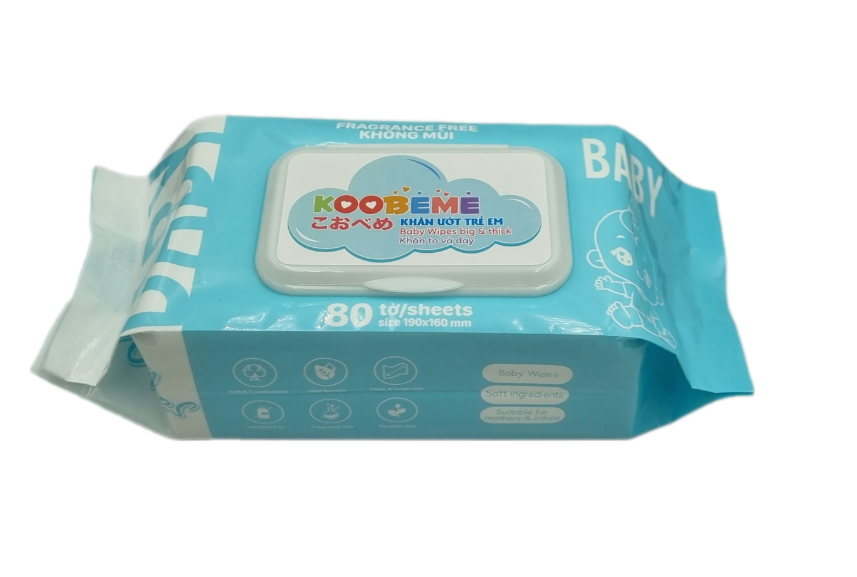 FRAGRANCE FREE
KHÔNG MÙI
BABY
KOOBEME
こおべめ
KHĂN ƯỚT TRẺ EM
Baby Wipes big & thick
Khăn to và dày
80 tờ/sheets
size 190x160 mm
Baby Wipes
Soft ingredients
Suitable for
mothers & infant